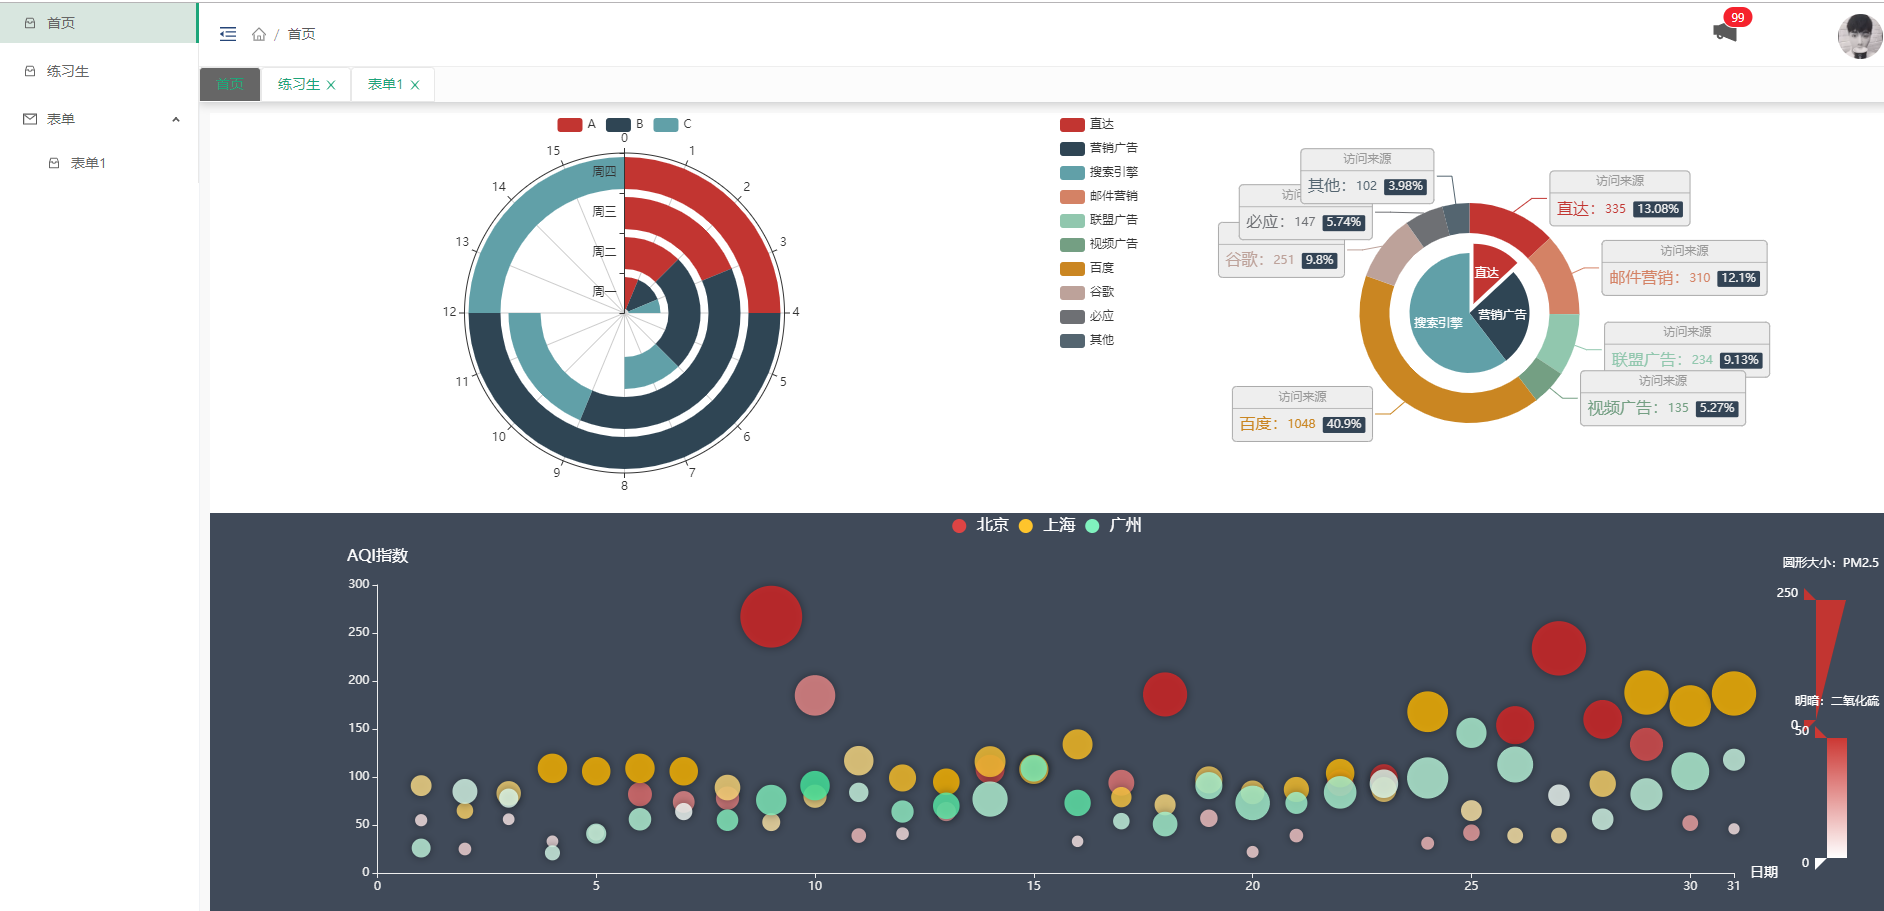 首页
练习生
表单
表单1
/ 首页
99
首页
练习生 X
表单1 X
A B C
0
1
2
3
4
5
6
7
8
9
10
11
12
13
14
15
周四
周三
周二
周一
直达
营销广告
搜索引擎
邮件营销
联盟广告
视频广告
百度
谷歌
必应
其他
访问来源
其他: 102 3.98%
访问
必应: 147 5.74%
谷歌: 251 9.8%
访问来源
直达: 335 13.08%
访问来源
邮件营销: 310 12.1%
访问来源
联盟广告: 234 9.13%
访问来源
视频广告: 135 5.27%
访问来源
百度: 1048 40.9%
直达
营销广告
搜索引擎
北京 上海 广州
AQI指数
300
250
200
150
100
50
0
0 5 10 15 20 25 30 31
日期
圆形大小: PM2.5
250
0
明暗: 二氧化硫
50
0